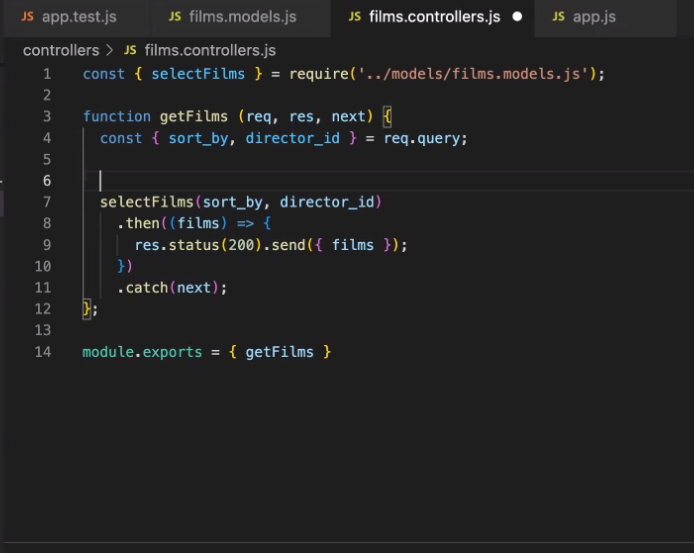 JS app.test.js JS films.models.js JS films.controllers.js JS app.js
controllers > JS films.controllers.js
1 const { selectFilms } = require('../models/films.models.js');
2
3 function getFilms (req, res, next) {
4 const { sort_by, director_id } = req.query;
5
6
7 selectFilms(sort_by, director_id)
8 .then((films) => {
9 res.status(200).send({ films });
10 })
11 .catch(next);
12 };
13
14 module.exports = { getFilms }